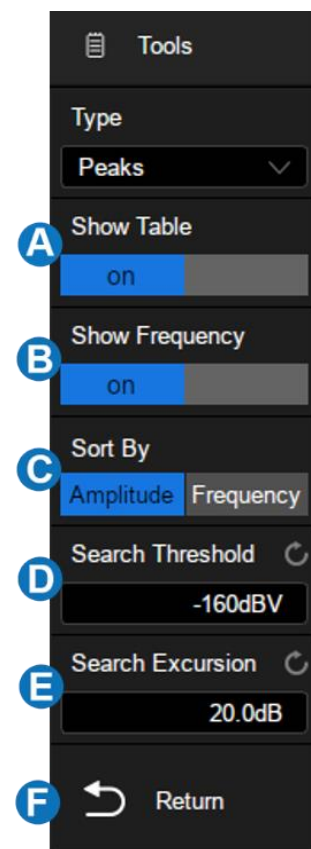 Tools
Type
Peaks
A
Show Table
on
B
Show Frequency
on
C
Sort By
Amplitude Frequency
D
Search Threshold
-160dBV
E
Search Excursion
20.0dB
F
Return